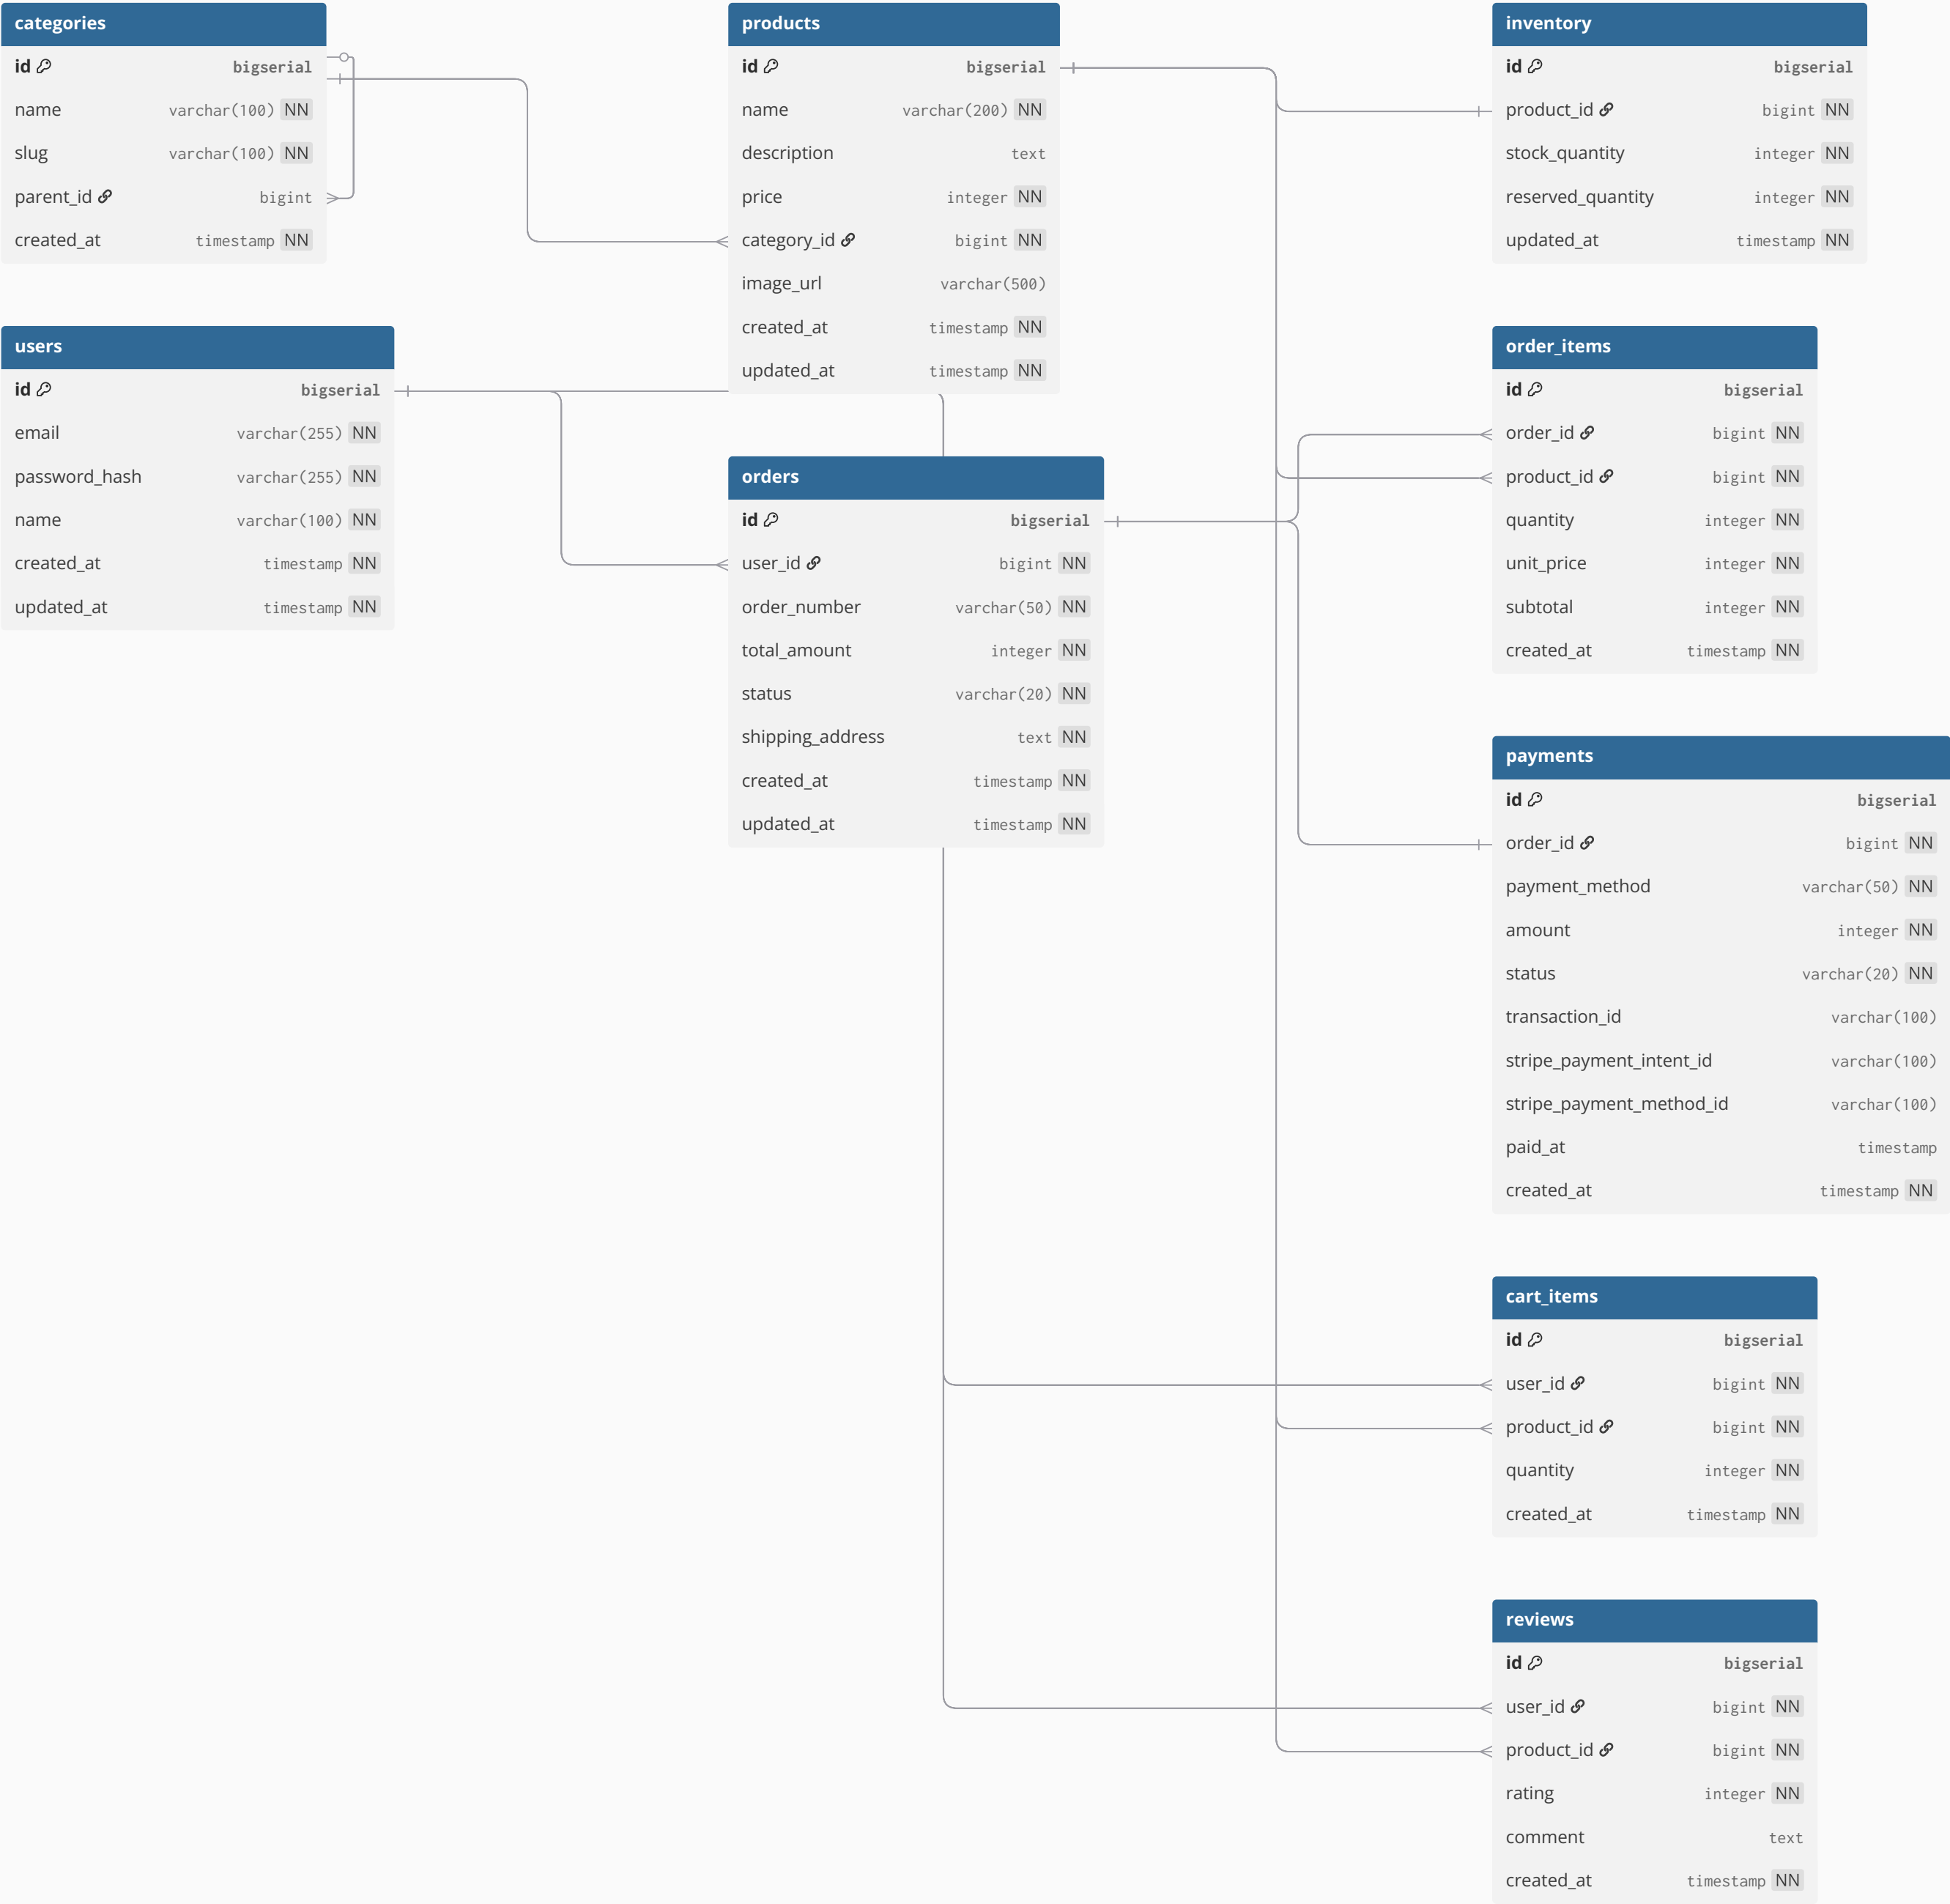 categories
id bigserial
name varchar(100) NN
slug varchar(100) NN
parent_id bigint
created_at timestamp NN
users
id bigserial
email varchar(255) NN
password_hash varchar(255) NN
name varchar(100) NN
created_at timestamp NN
updated_at timestamp NN
products
id bigserial
name varchar(200) NN
description text
price integer NN
category_id bigint NN
image_url varchar(500)
created_at timestamp NN
updated_at timestamp NN
orders
id bigserial
user_id bigint NN
order_number varchar(50) NN
total_amount integer NN
status varchar(20) NN
shipping_address text NN
created_at timestamp NN
updated_at timestamp NN
inventory
id bigserial
product_id bigint NN
stock_quantity integer NN
reserved_quantity integer NN
updated_at timestamp NN
order_items
id bigserial
order_id bigint NN
product_id bigint NN
quantity integer NN
unit_price integer NN
subtotal integer NN
created_at timestamp NN
payments
id bigserial
order_id bigint NN
payment_method varchar(50) NN
amount integer NN
status varchar(20) NN
transaction_id varchar(100)
stripe_payment_intent_id varchar(100)
stripe_payment_method_id varchar(100)
paid_at timestamp
created_at timestamp NN
cart_items
id bigserial
user_id bigint NN
product_id bigint NN
quantity integer NN
created_at timestamp NN
reviews
id bigserial
user_id bigint NN
product_id bigint NN
rating integer NN
comment text
created_at timestamp NN